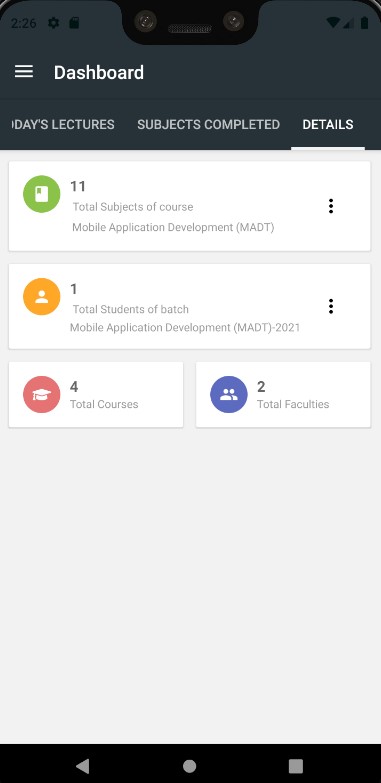 2:26
Dashboard
DAY'S LECTURES SUBJECTS COMPLETED DETAILS
11
Total Subjects of course
Mobile Application Development (MADT)
1
Total Students of batch
Mobile Application Development (MADT)-2021
4
Total Courses
2
Total Faculties